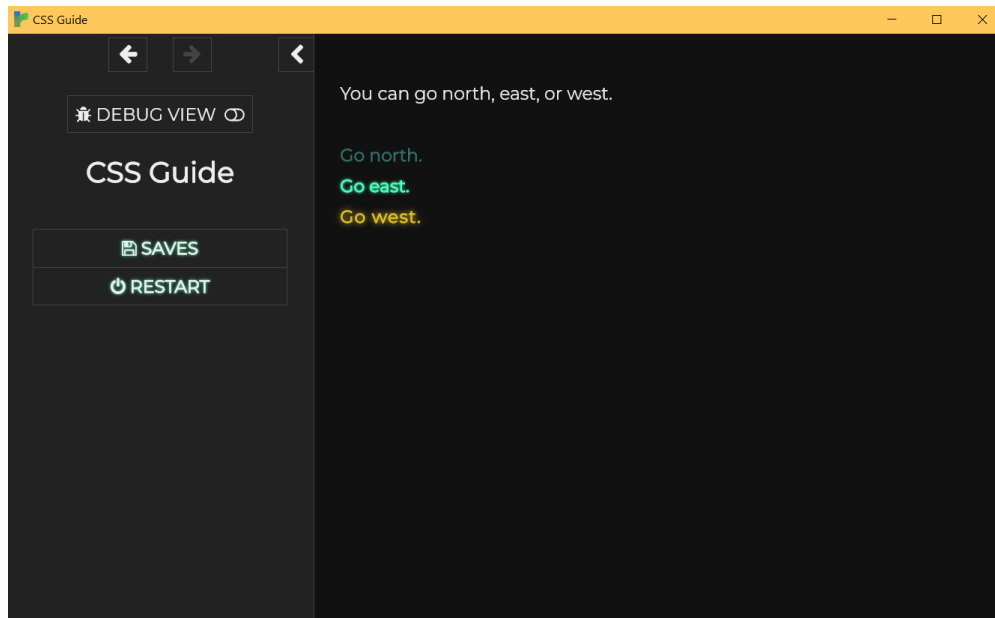 CSS Guide
DEBUG VIEW
CSS Guide
SAVES
RESTART
You can go north, east, or west.
Go north.
Go east.
Go west.